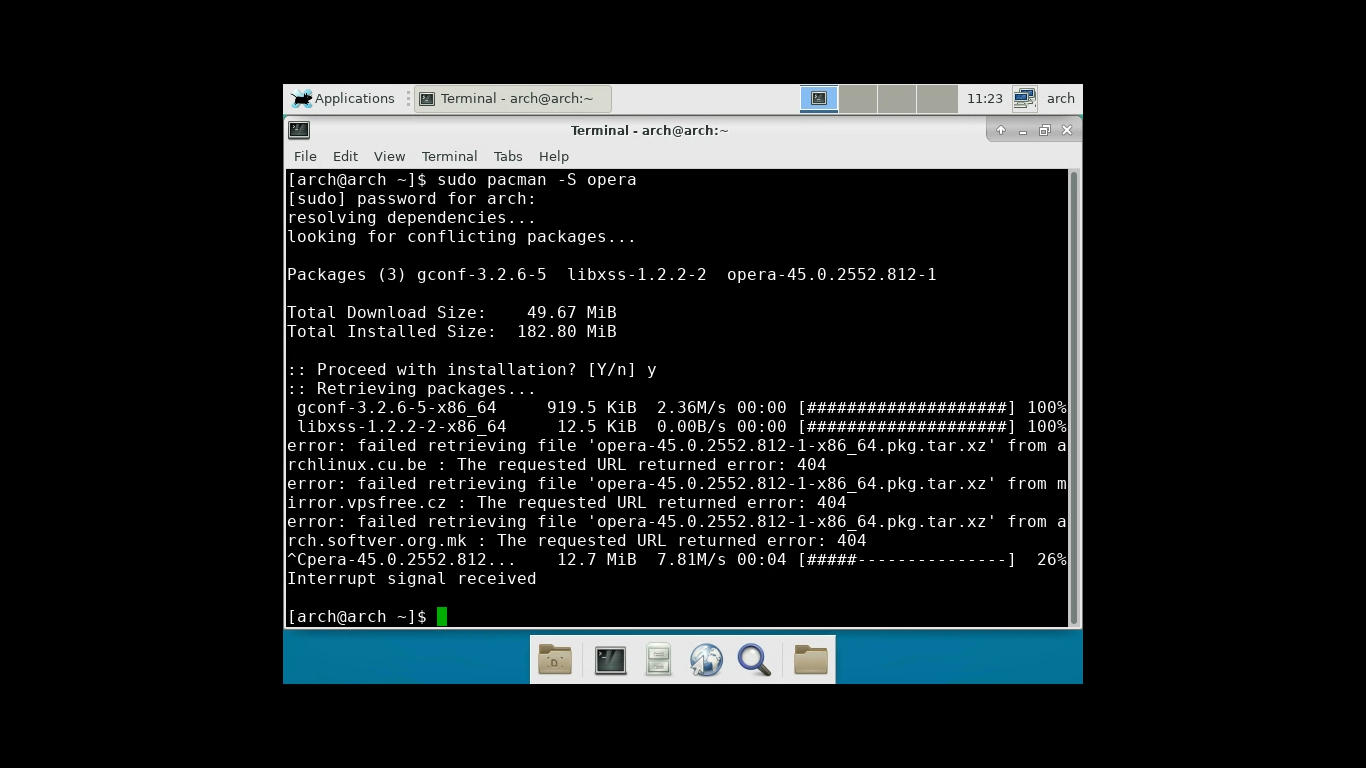 Applications Terminal - arch@arch:~ 11:23 arch
Terminal - arch@arch:~
File Edit View Terminal Tabs Help
[arch@arch ~]$ sudo pacman -S opera
[sudo] password for arch:
resolving dependencies...
looking for conflicting packages...
Packages (3) gconf-3.2.6-5  libxss-1.2.2-2  opera-45.0.2552.812-1
Total Download Size:    49.67 MiB
Total Installed Size:  182.80 MiB
:: Proceed with installation? [Y/n] y
:: Retrieving packages...
 gconf-3.2.6-5-x86_64     919.5 KiB  2.36M/s 00:00 [####################] 100%
 libxss-1.2.2-2-x86_64     12.5 KiB  0.00B/s 00:00 [####################] 100%
error: failed retrieving file 'opera-45.0.2552.812-1-x86_64.pkg.tar.xz' from a
rchlinux.cu.be : The requested URL returned error: 404
error: failed retrieving file 'opera-45.0.2552.812-1-x86_64.pkg.tar.xz' from m
irror.vpsfree.cz : The requested URL returned error: 404
error: failed retrieving file 'opera-45.0.2552.812-1-x86_64.pkg.tar.xz' from a
rch.softver.org.mk : The requested URL returned error: 404
^Cpera-45.0.2552.812...    12.7 MiB  7.81M/s 00:04 [#####---------------]  26%
Interrupt signal received
[arch@arch ~]$